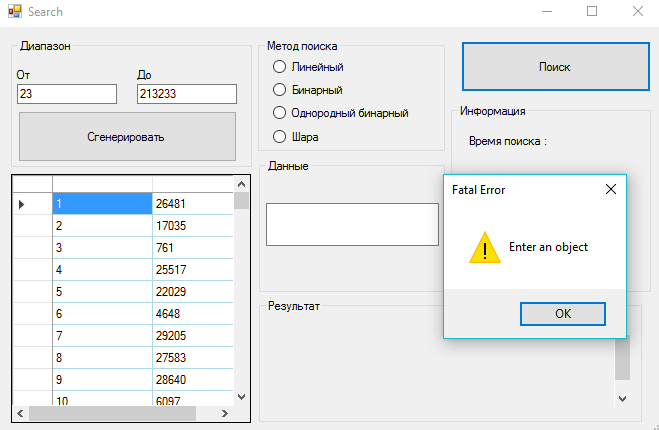 Search
Диапазон
От До
23 213233
Сгенерировать
Метод поиска
Линейный
Бинарный
Однородный бинарный
Шара
Поиск
Информация
Время поиска :
Данные
Результат
1 26481
2 17035
3 761
4 25517
5 22029
6 4648
7 29205
8 27583
9 28640
10 6097
Fatal Error
Enter an object
OK